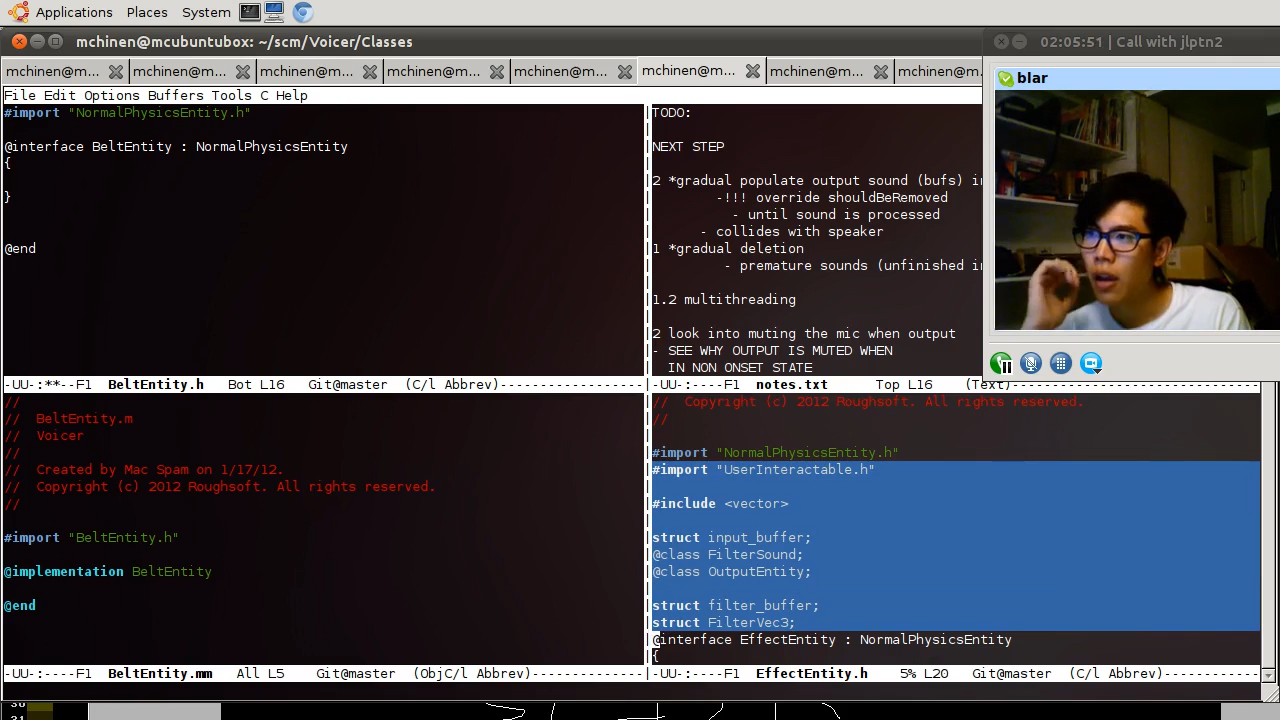 Applications Places System
mchinen@mcubuntubox: ~/scm/Voicer/Classes
02:05:51 | Call with jlptn2
mchinen@m... mchinen@m... mchinen@m... mchinen@m... mchinen@m... mchinen@m... mchinen@m... mchinen@m.
blar
File Edit Options Buffers Tools C Help
#import "NormalPhysicsEntity.h"
@interface BeltEntity : NormalPhysicsEntity
{
}
@end
-UU-:**--F1 BeltEntity.h Bot L16 Git@master (C/l Abbrev)
TODO:
NEXT STEP
2 *gradual populate output sound (bufs) in
-!!! override shouldBeRemoved
- until sound is processed
- collides with speaker
1 *gradual deletion
- premature sounds (unfinished in
1.2 multithreading
2 look into muting the mic when output
- SEE WHY OUTPUT IS MUTED WHEN
IN NON ONSET STATE
-UU-:----F1 notes.txt Top L16 (Text)
//
// BeltEntity.m
// Voicer
//
// Created by Mac Spam on 1/17/12.
// Copyright (c) 2012 Roughsoft. All rights reserved.
//
#import "BeltEntity.h"
@implementation BeltEntity
@end
-UU-:----F1 BeltEntity.mm All L5 Git@master (ObjC/l Abbrev)
// Copyright (c) 2012 Roughsoft. All rights reserved.
//
#import "NormalPhysicsEntity.h"
#import "UserInteractable.h"
#include <vector>
struct input_buffer;
@class FilterSound;
@class OutputEntity;
struct filter_buffer;
struct FilterVec3;
@interface EffectEntity : NormalPhysicsEntity
{
-UU-:----F1 EffectEntity.h 5% L20 Git@master (C/l Abbrev)